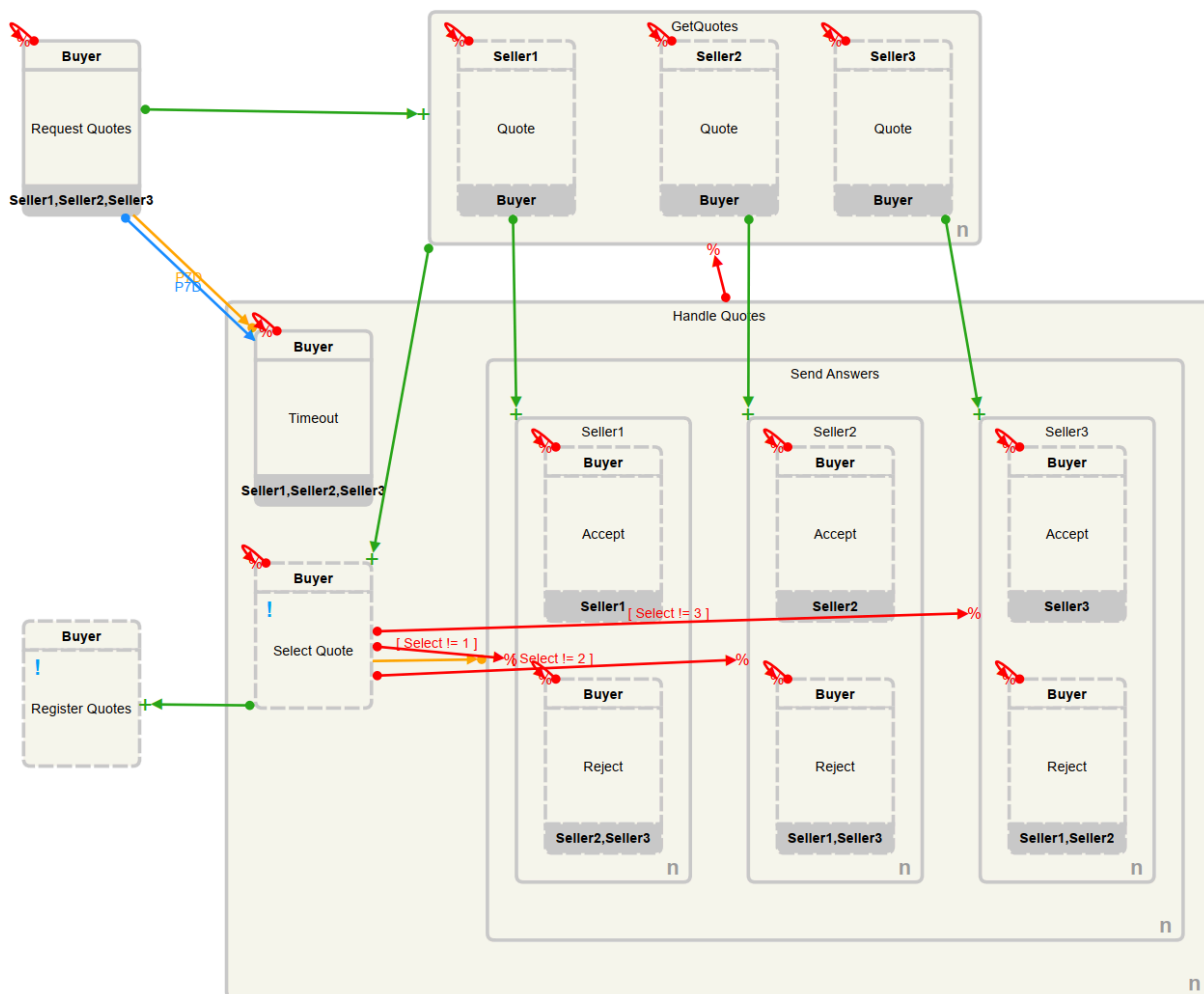 GetQuotes
%
Buyer
Request Quotes
Seller1,Seller2,Seller3
%
Seller1
Quote
Buyer
%
Seller2
Quote
Buyer
%
Seller3
Quote
Buyer
n
+
P7D
P7D
%
Handle Quotes
%
Buyer
Timeout
Seller1,Seller2,Seller3
Send Answers
+
Seller1
%
Buyer
Accept
Seller1
+
Seller2
%
Buyer
Accept
Seller2
+
Seller3
%
Buyer
Accept
Seller3
+
%
Buyer
!
Select Quote
[ Select != 3 ]
%
[ Select != 1 ]
%
[ Select != 2 ]
%
Buyer
!
Register Quotes
+
%
Buyer
Reject
Seller2,Seller3
n
%
Buyer
Reject
Seller1,Seller3
n
%
Buyer
Reject
Seller1,Seller2
n
n
n